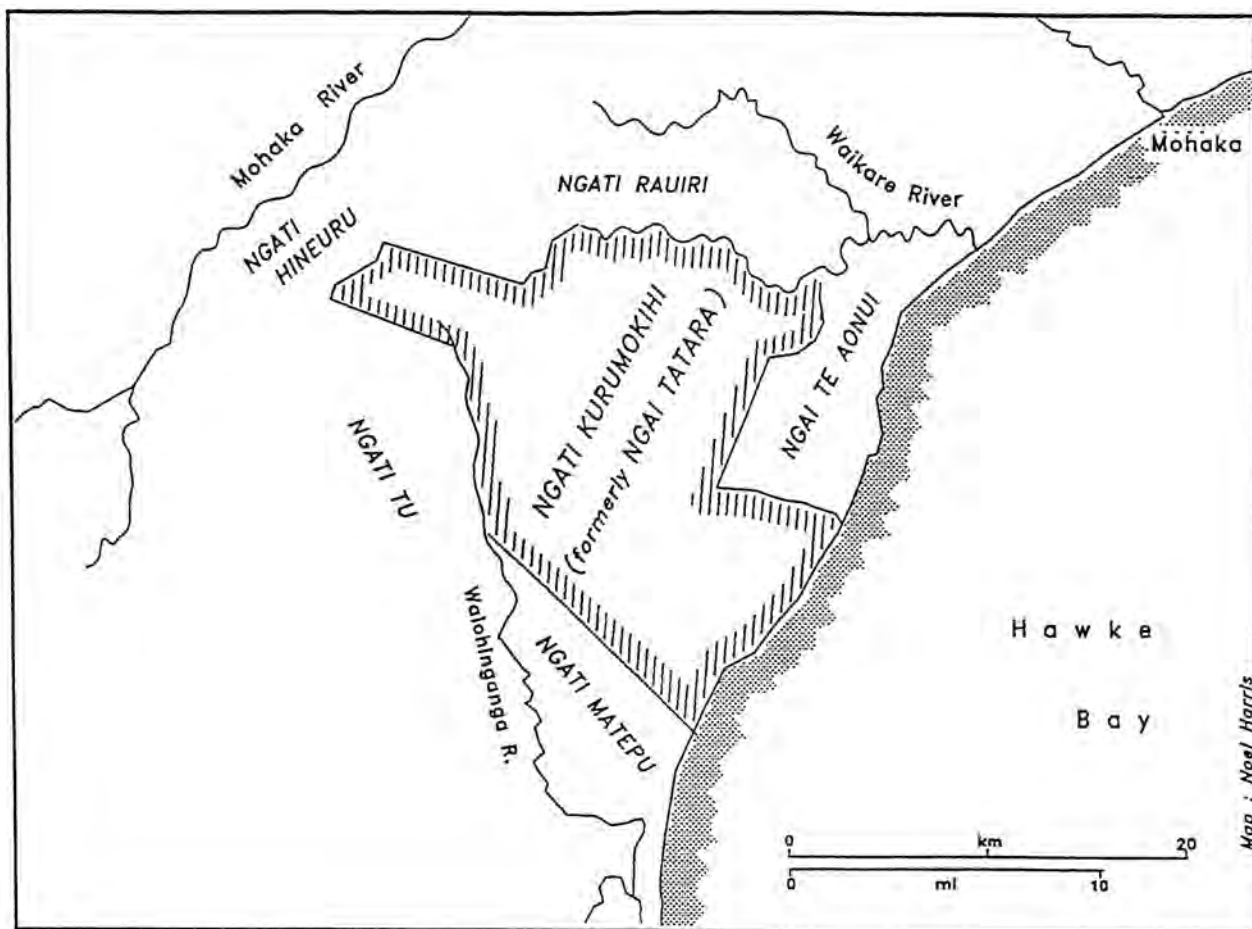 Mohaka River
Waikare River
Mohaka
NGATI RAUIRI
NGATI
HINEURU
NGATI KURUMOKIHI
(formerly NGAI TATARA)
NGAI TE AONUI
NGATI TU
Walohinganga R.
NGATI MATEPU
Hawke
Bay
0 km 20
0 ml 10
Map : Noel Harris